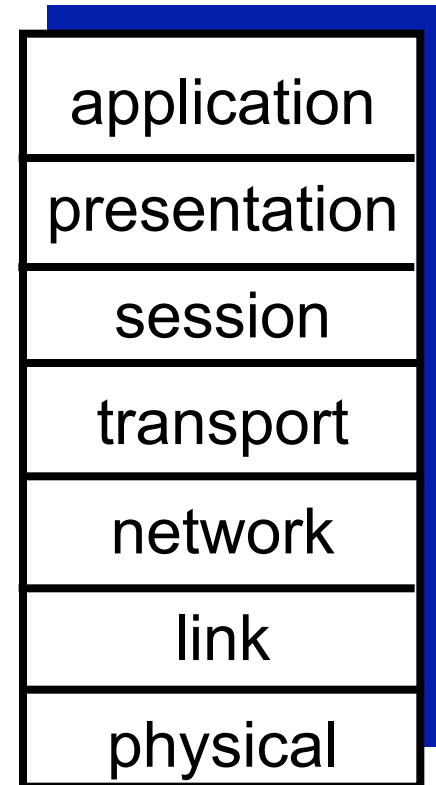 application
presentation
session
transport
network
link
physical